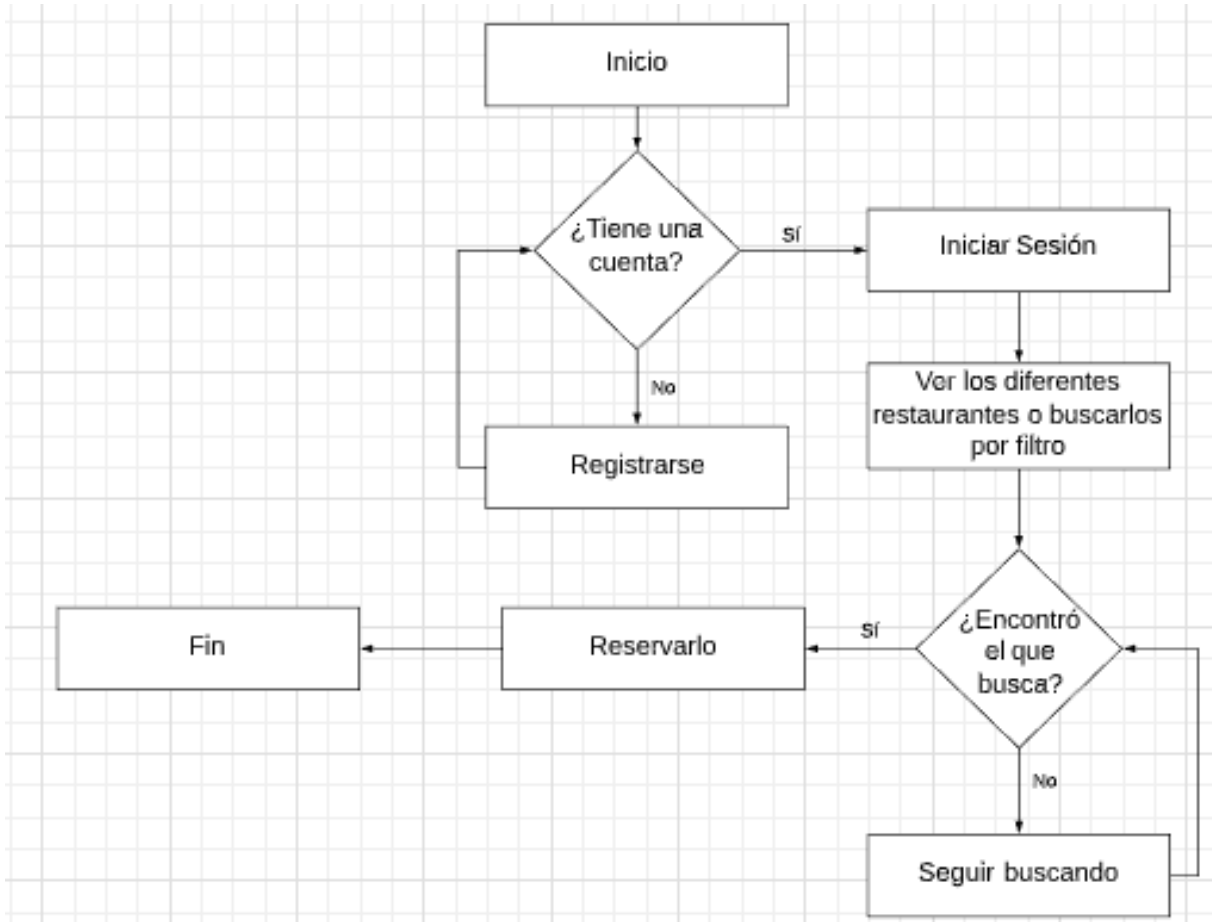 Inicio
¿Tiene una
cuenta?
Sí
Iniciar Sesión
No
Registrarse
Ver los diferentes
restaurantes o buscarlos
por filtro
¿Encontró
el que
busca?
Sí
Reservarlo
Fin
No
Seguir buscando